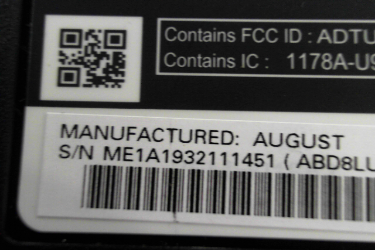 Contains FCC ID : ADTU
Contains IC : 1178A-U9
MANUFACTURED: AUGUST
S/N ME1A1932111451 ( ABD8LU